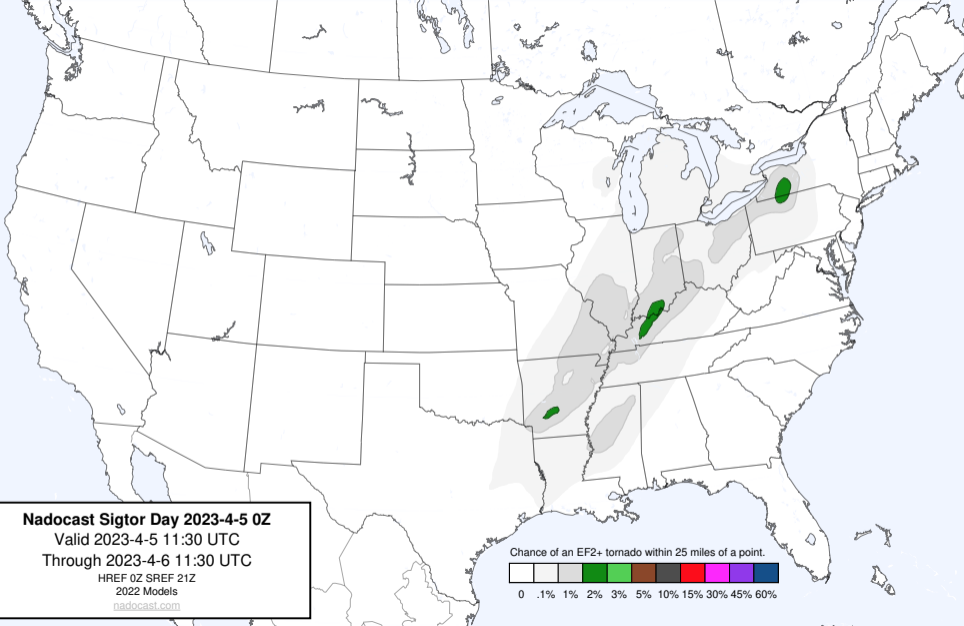 Nadocast Sigtor Day 2023-4-5 0Z
Valid 2023-4-5 11:30 UTC
Through 2023-4-6 11:30 UTC
HREF 0Z SREF 21Z
2022 Models
nadocast.com
Chance of an EF2+ tornado within 25 miles of a point.
0 .1% 1% 2% 3% 5% 10% 15% 30% 45% 60%